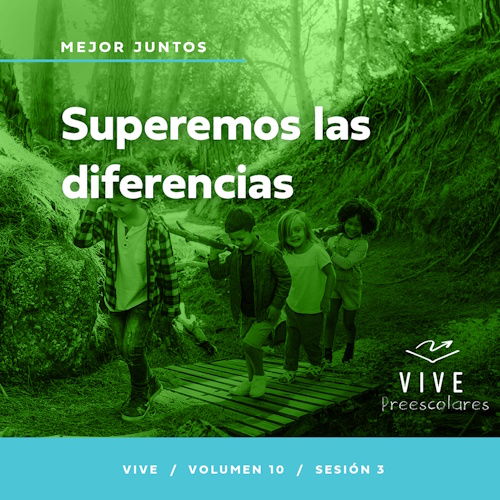 MEJOR JUNTOS
Superemos las
diferencias
VIVE
Preescolares
VIVE / VOLUMEN 10 / SESIÓN 3